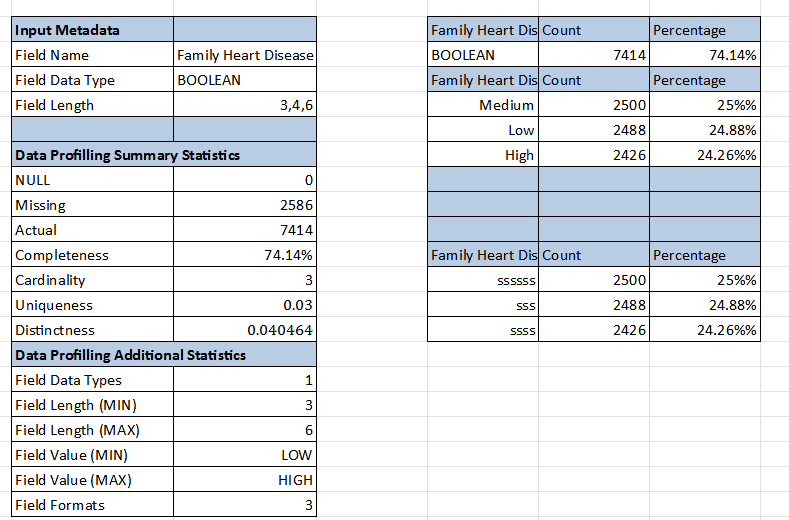 Input Metadata
Field Name Family Heart Disease
Field Data Type BOOLEAN
Field Length 3,4,6
Data Profilling Summary Statistics
NULL 0
Missing 2586
Actual 7414
Completeness 74.14%
Cardinality 3
Uniqueness 0.03
Distinctness 0.040464
Data Profilling Additional Statistics
Field Data Types 1
Field Length (MIN) 3
Field Length (MAX) 6
Field Value (MIN) LOW
Field Value (MAX) HIGH
Field Formats 3
Family Heart Dis Count Percentage
BOOLEAN 7414 74.14%
Family Heart Dis Count Percentage
Medium 2500 25%%
Low 2488 24.88%
High 2426 24.26%%
Family Heart Dis Count Percentage
ssssss 2500 25%%
sss 2488 24.88%
ssss 2426 24.26%%